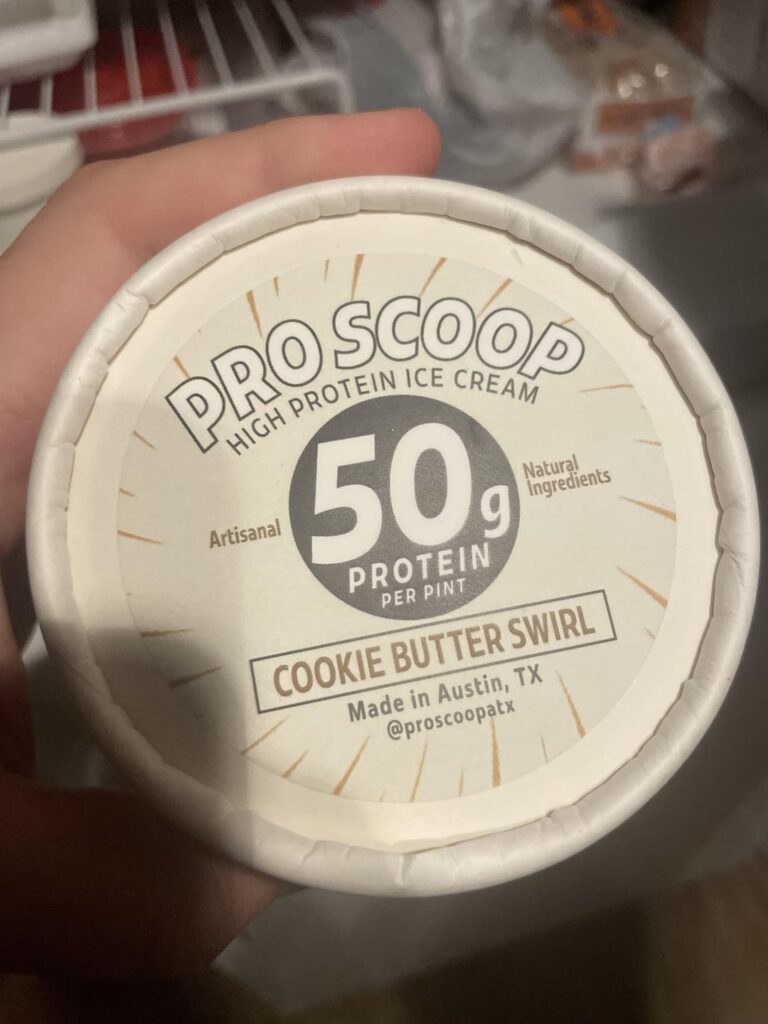 PRO SCOOP
HIGH PROTEIN ICE CREAM
50g
PROTEIN
PER PINT
Artisanal
Natural
Ingredients
COOKIE BUTTER SWIRL
Made in Austin, TX
@proscoopatx